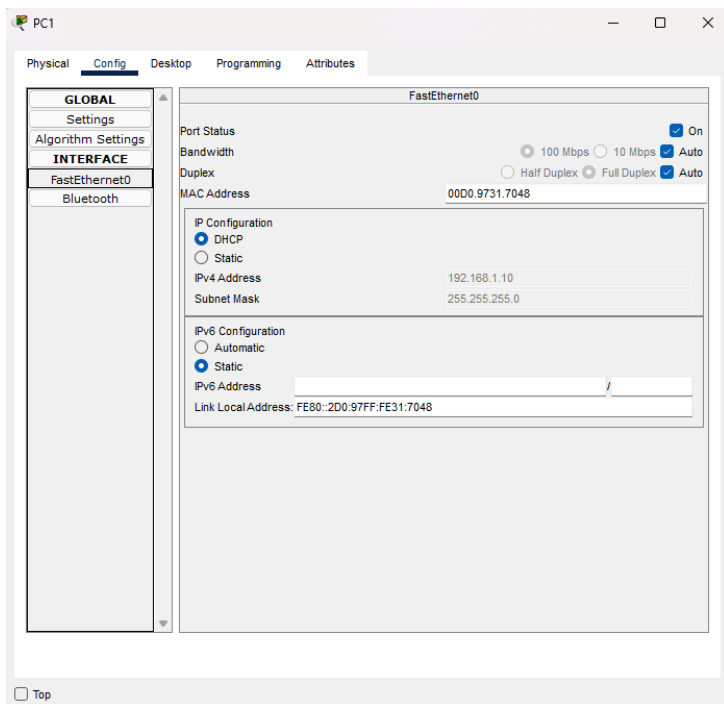 PC1
Physical Config Desktop Programming Attributes
GLOBAL
Settings
Algorithm Settings
INTERFACE
FastEthernet0
Bluetooth
FastEthernet0
Port Status On
Bandwidth 100 Mbps 10 Mbps Auto
Duplex Half Duplex Full Duplex Auto
MAC Address 00D0.9731.7048
IP Configuration
DHCP
Static
IPv4 Address 192.168.1.10
Subnet Mask 255.255.255.0
IPv6 Configuration
Automatic
Static
IPv6 Address /
Link Local Address: FE80::2D0:97FF:FE31:7048
Top